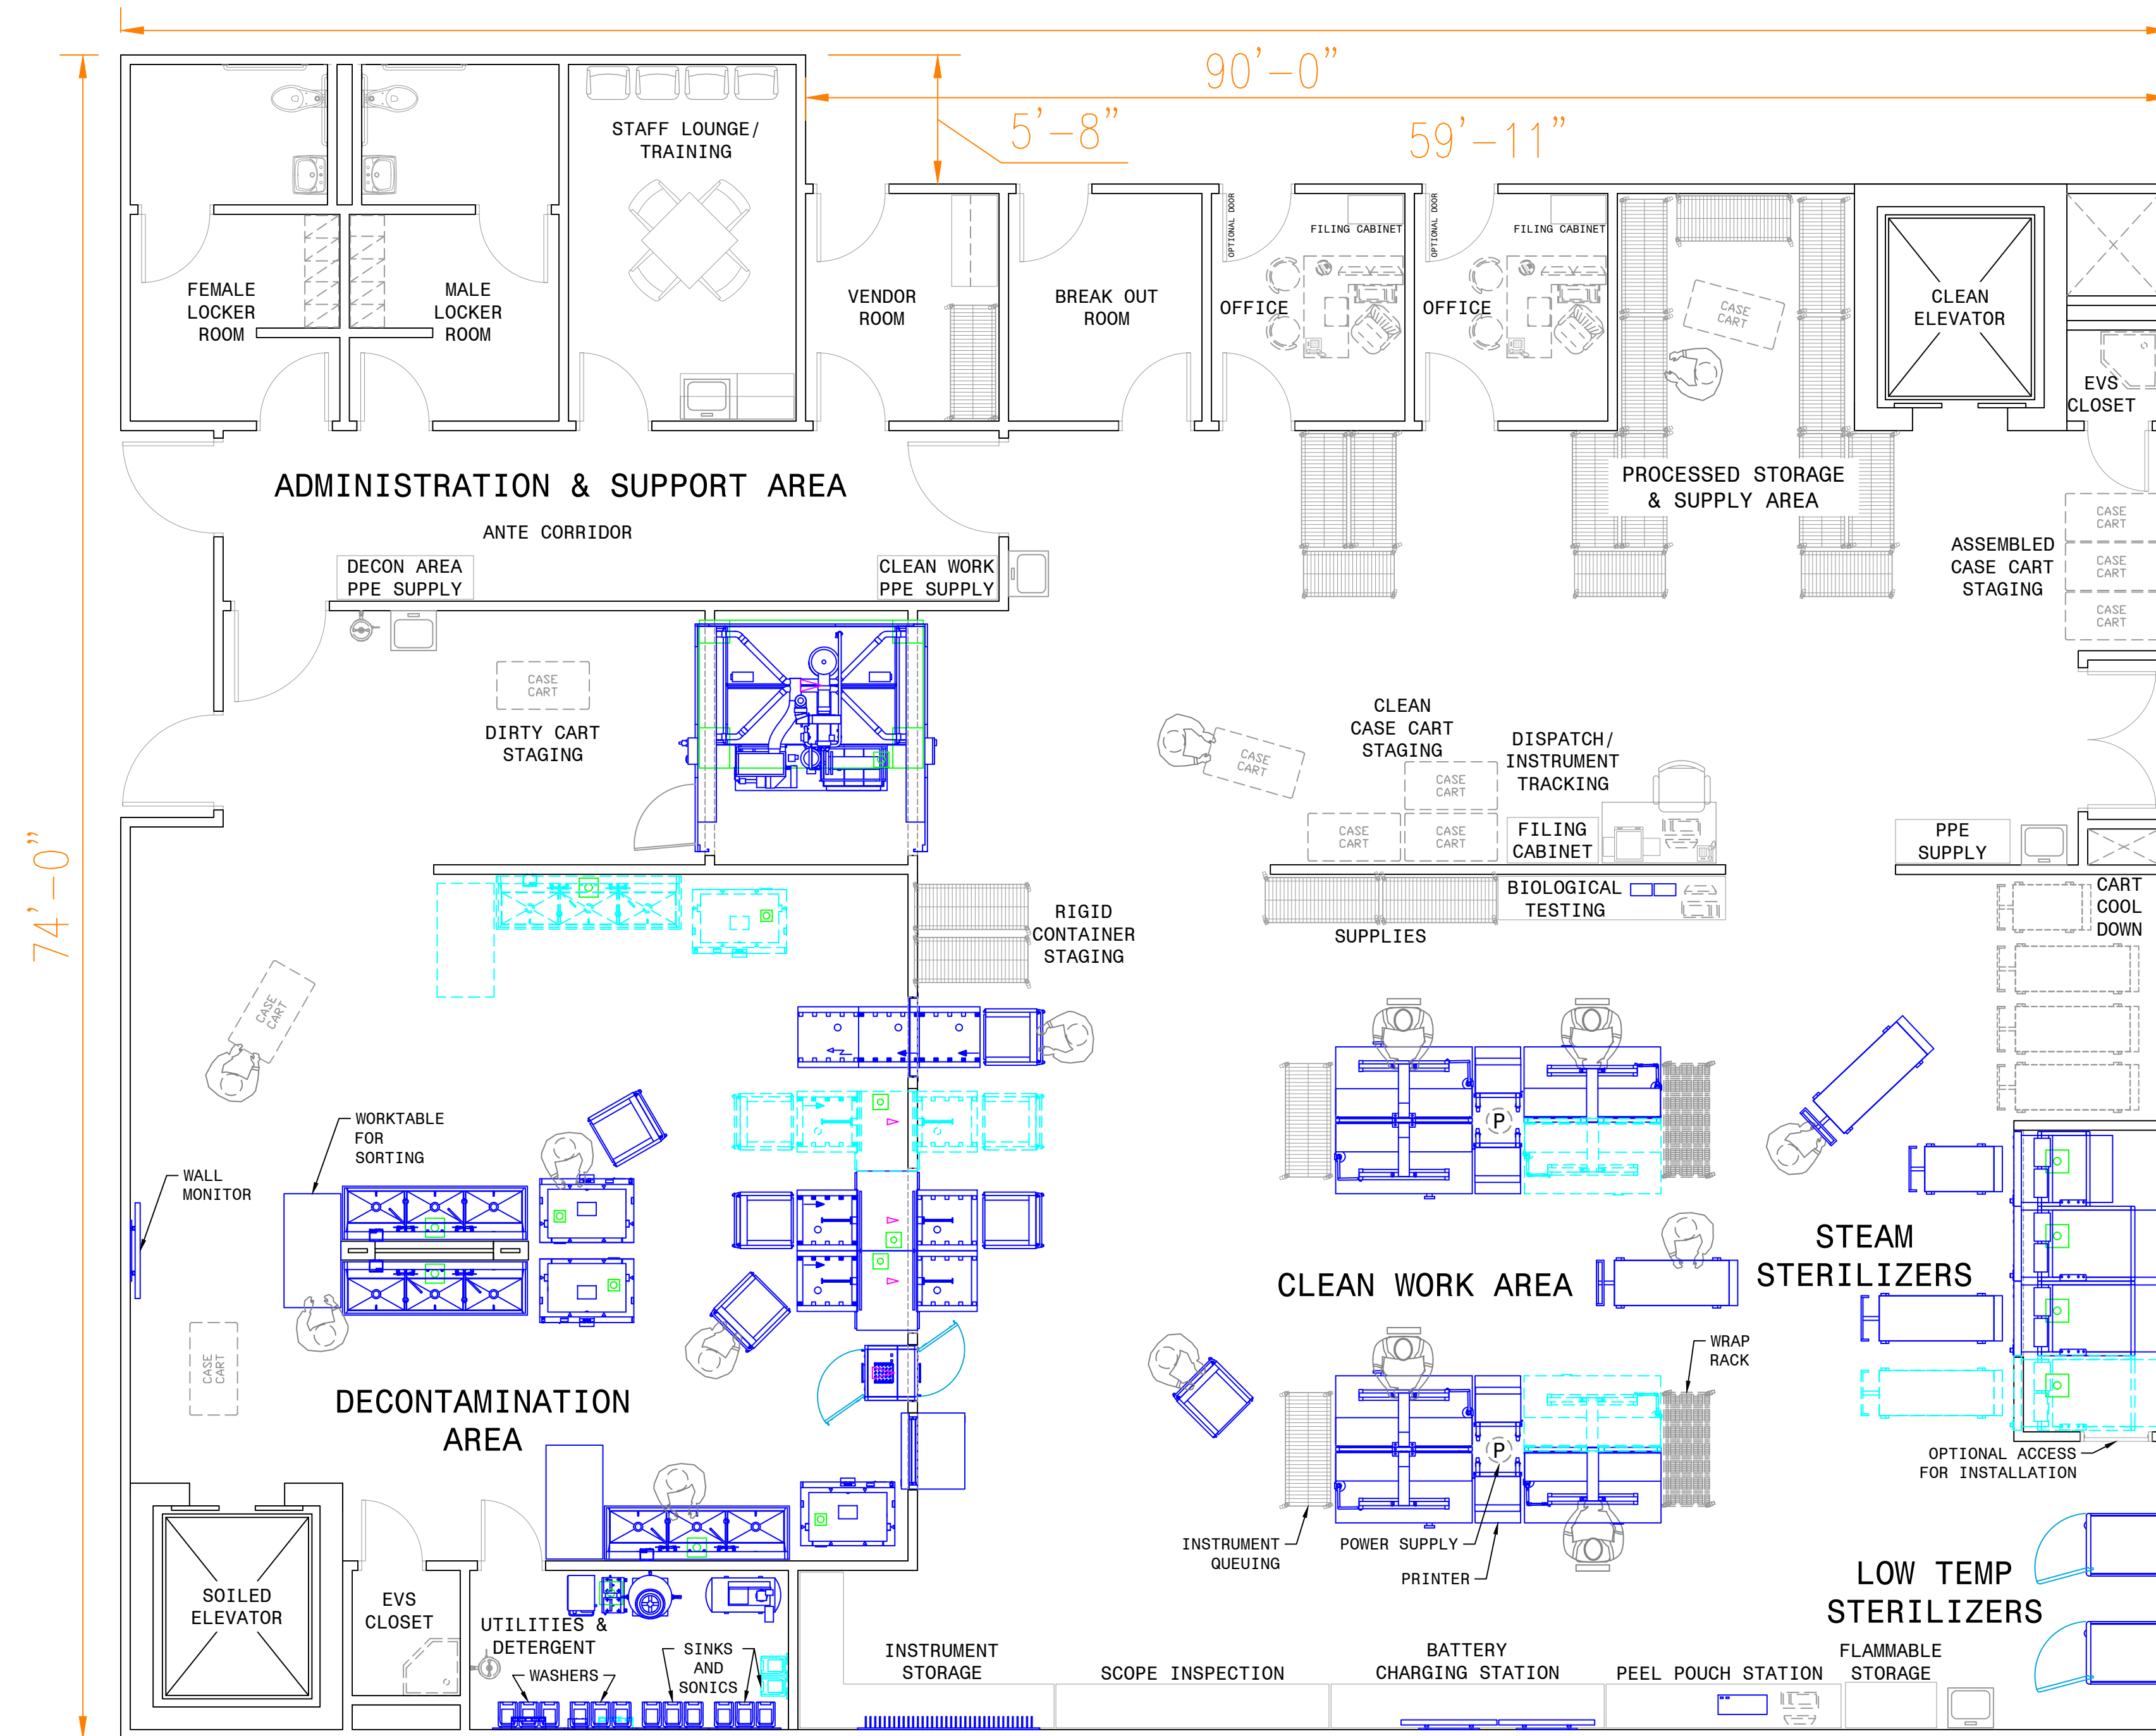 90'-0"
5'-8"
59'-11"
74'-0"
STAFF LOUNGE/
TRAINING
OPTIONAL DOOR
FILING CABINET
OPTIONAL DOOR
FILING CABINET
FEMALE
LOCKER
ROOM
MALE
LOCKER
ROOM
VENDOR
ROOM
BREAK OUT
ROOM
OFFICE
OFFICE
CASE
CART
CLEAN
ELEVATOR
EVS
CLOSET
ADMINISTRATION & SUPPORT AREA
ANTE CORRIDOR
PROCESSED STORAGE
& SUPPLY AREA
DECON AREA
PPE SUPPLY
CLEAN WORK
PPE SUPPLY
ASSEMBLED
CASE CART
STAGING
CASE
CART
CASE
CART
CASE
CART
CASE
CART
DIRTY CART
STAGING
CLEAN
CASE CART
STAGING
CASE
CART
CASE
CART
CASE
CART
CASE
CART
DISPATCH/
INSTRUMENT
TRACKING
FILING
CABINET
PPE
SUPPLY
BIOLOGICAL
TESTING
SUPPLIES
CART
COOL
DOWN
RIGID
CONTAINER
STAGING
CASE
CART
WORKTABLE
FOR
SORTING
WALL
MONITOR
P
STEAM
STERILIZERS
CLEAN WORK AREA
WRAP
RACK
CASE
CART
DECONTAMINATION
AREA
P
OPTIONAL ACCESS
FOR INSTALLATION
INSTRUMENT
QUEUING
POWER SUPPLY
PRINTER
LOW TEMP
STERILIZERS
SOILED
ELEVATOR
EVS
CLOSET
UTILITIES &
DETERGENT
WASHERS
SINKS
AND
SONICS
INSTRUMENT
STORAGE
SCOPE INSPECTION
BATTERY
CHARGING STATION
PEEL POUCH STATION
FLAMMABLE
STORAGE